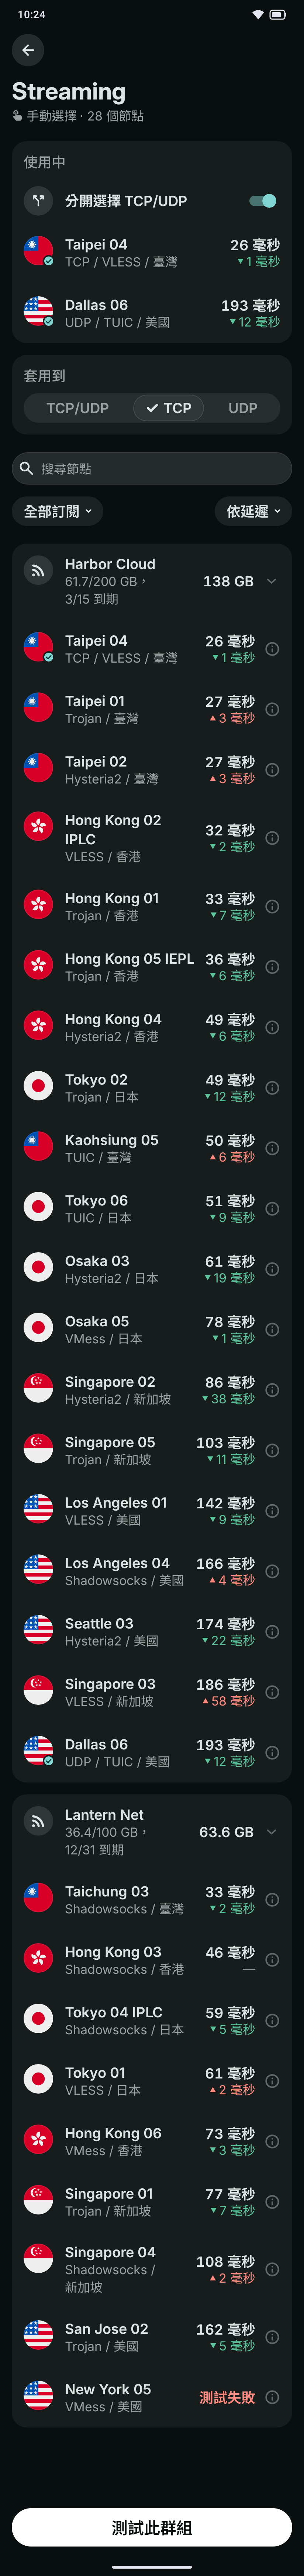 10:24
Streaming
手動選擇 · 28 個節點
使用中
分開選擇 TCP/UDP
Taipei 04
26 毫秒
TCP / VLESS / 臺灣
▼1 毫秒
Dallas 06
193 毫秒
UDP / TUIC / 美國
▼12 毫秒
套用到
TCP/UDP
TCP
UDP
搜尋節點
全部訂閱
依延遲
Harbor Cloud
61.7/200 GB，
3/15 到期
138 GB
Taipei 04
26 毫秒
TCP / VLESS / 臺灣
▼1 毫秒
Taipei 01
27 毫秒
Trojan / 臺灣
▲3 毫秒
Taipei 02
27 毫秒
Hysteria2 / 臺灣
▲3 毫秒
Hong Kong 02
IPLC
32 毫秒
VLESS / 香港
▼2 毫秒
Hong Kong 01
33 毫秒
Trojan / 香港
▼7 毫秒
Hong Kong 05 IEPL
36 毫秒
Trojan / 香港
▼6 毫秒
Hong Kong 04
49 毫秒
Hysteria2 / 香港
▼6 毫秒
Tokyo 02
49 毫秒
Trojan / 日本
▼12 毫秒
Kaohsiung 05
50 毫秒
TUIC / 臺灣
▲6 毫秒
Tokyo 06
51 毫秒
TUIC / 日本
▼9 毫秒
Osaka 03
61 毫秒
Hysteria2 / 日本
▼19 毫秒
Osaka 05
78 毫秒
VMess / 日本
▼1 毫秒
Singapore 02
86 毫秒
Hysteria2 / 新加坡
▼38 毫秒
Singapore 05
103 毫秒
Trojan / 新加坡
▼11 毫秒
Los Angeles 01
142 毫秒
VLESS / 美國
▼9 毫秒
Los Angeles 04
166 毫秒
Shadowsocks / 美國
▲4 毫秒
Seattle 03
174 毫秒
Hysteria2 / 美國
▼22 毫秒
Singapore 03
186 毫秒
VLESS / 新加坡
▲58 毫秒
Dallas 06
193 毫秒
UDP / TUIC / 美國
▼12 毫秒
Lantern Net
36.4/100 GB，
12/31 到期
63.6 GB
Taichung 03
33 毫秒
Shadowsocks / 臺灣
▼2 毫秒
Hong Kong 03
46 毫秒
Shadowsocks / 香港
—
Tokyo 04 IPLC
59 毫秒
Shadowsocks / 日本
▼5 毫秒
Tokyo 01
61 毫秒
VLESS / 日本
▲2 毫秒
Hong Kong 06
73 毫秒
VMess / 香港
▼3 毫秒
Singapore 01
77 毫秒
Trojan / 新加坡
▼7 毫秒
Singapore 04
108 毫秒
Shadowsocks /
新加坡
▲2 毫秒
San Jose 02
162 毫秒
Trojan / 美國
▼5 毫秒
New York 05
VMess / 美國
測試失敗
測試此群組